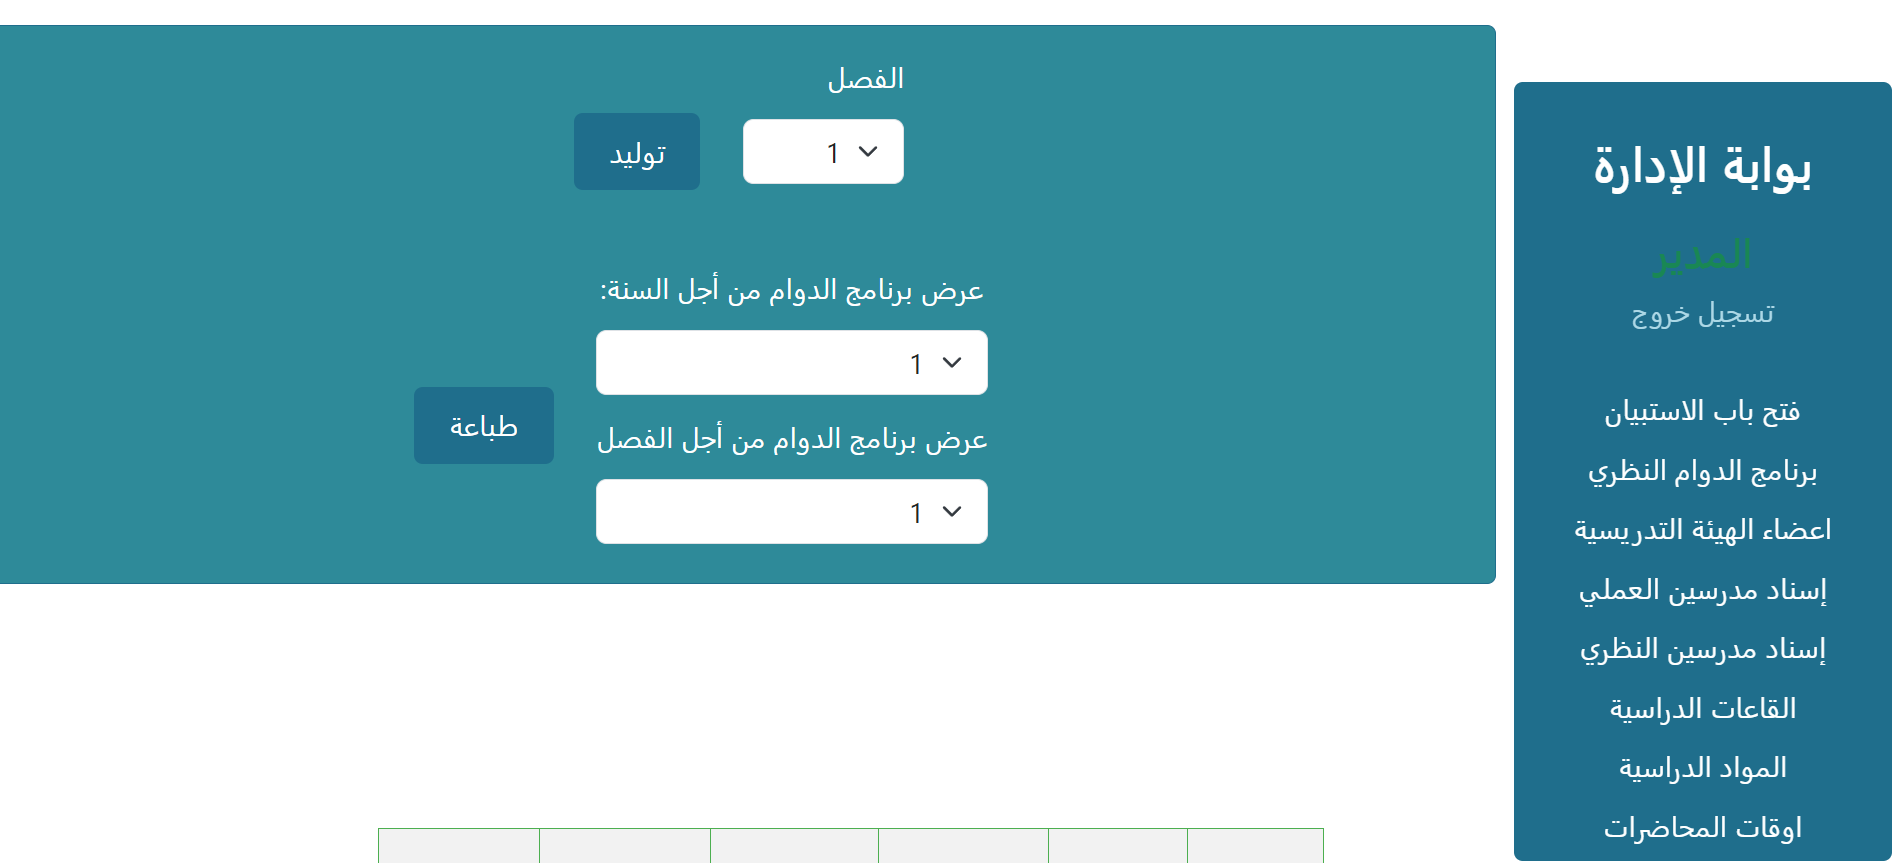 بوابة الإدارة
المدير
تسجيل خروج
فتح باب الاستبيان
برنامج الدوام النظري
اعضاء الهيئة التدريسية
إسناد مدرسين العملي
إسناد مدرسين النظري
القاعات الدراسية
المواد الدراسية
اوقات المحاضرات
الفصل
1
توليد
عرض برنامج الدوام من أجل السنة:
1
عرض برنامج الدوام من أجل الفصل
1
طباعة